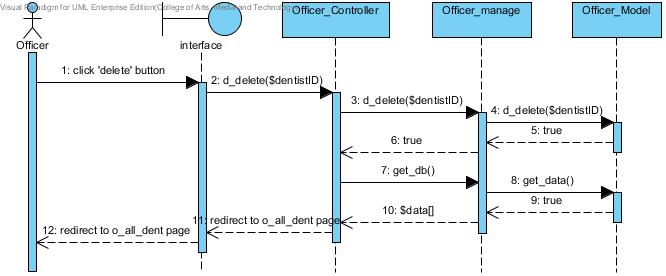 Visual Paradigm for UML Enterprise Edition(College of Arts, Media and Technology,
Officer_Controller
Officer_manage
Officer_Model
Officer
interface
1: click 'delete' button
2: d_delete($dentistID)
3: d_delete($dentistID)
4: d_delete($dentistID)
5: true
6: true
7: get_db()
8: get_data()
9: true
10: $data[]
11: redirect to o_all_dent page
12: redirect to o_all_dent page